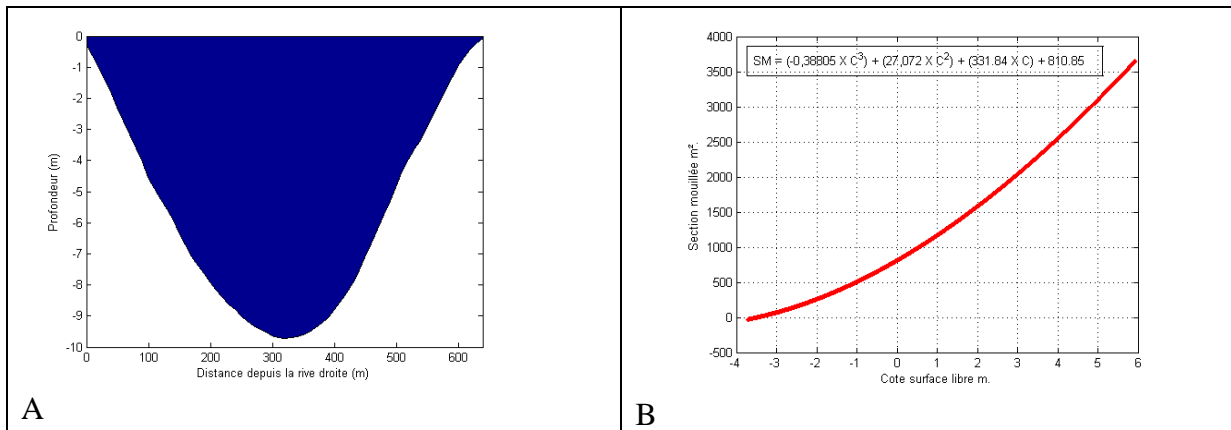 0
-1
-2
-3
-4
-5
-6
-7
-8
-9
-10
Profondeur (m)
0 100 200 300 400 500 600
Distance depuis la rive droite (m)
A
4000
3500
3000
2500
2000
1500
1000
500
0
-500
Section mouillée m².
SM = (-0,38805 X C³) + (27,072 X C²) + (331.84 X C) + 810.85
-4 -3 -2 -1 0 1 2 3 4 5 6
Cote surface libre m.
B